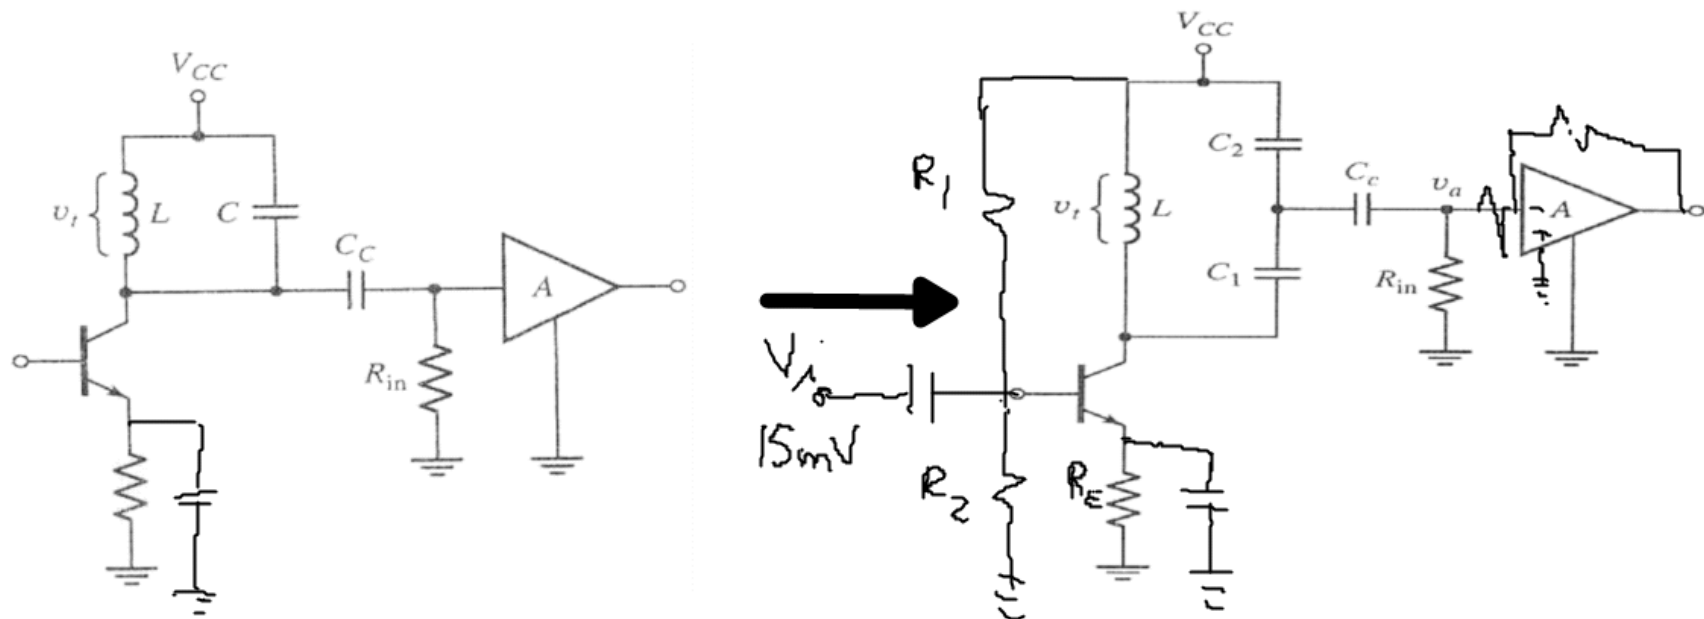 V_CC
v_t
L
C
C_C
A
R_in
V_CC
R_1
C_2
v_t
L
C_c
v_a
A
C_1
R_in
V_i
15mV
R_2
R_E